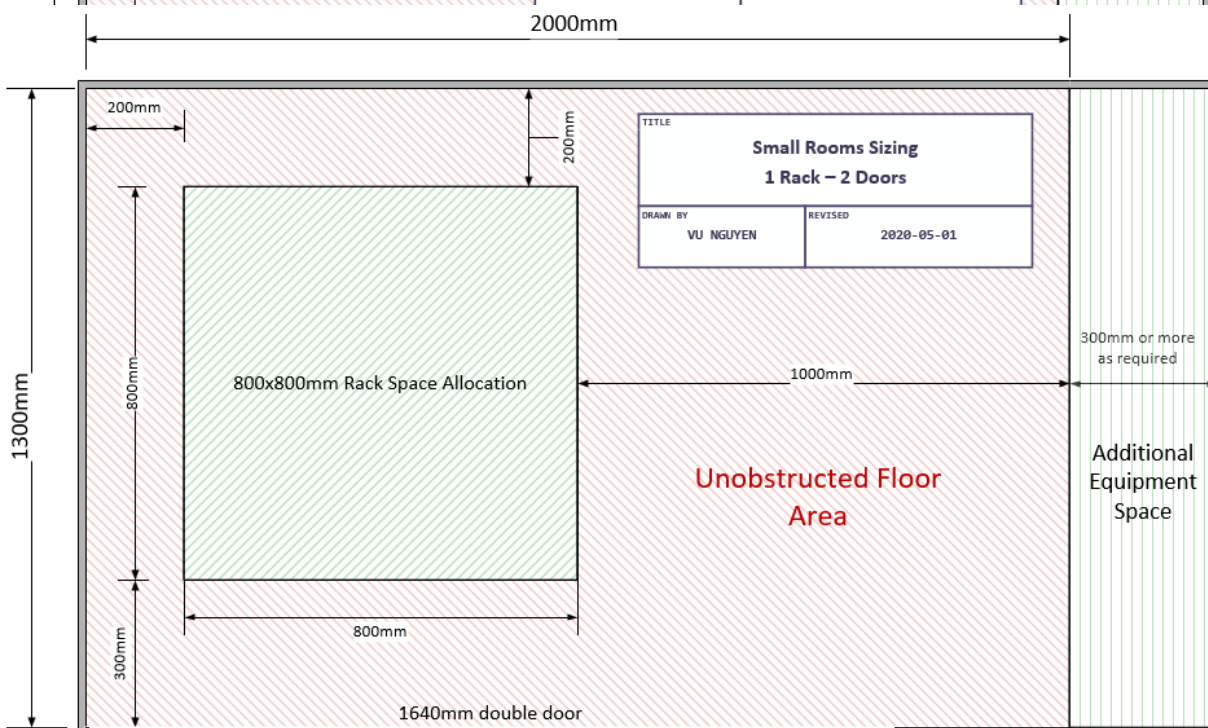 2000mm
200mm
200mm
TITLE
Small Rooms Sizing
1 Rack – 2 Doors
DRAWN BY
VU NGUYEN
REVISED
2020-05-01
300mm or more
as required
800x800mm Rack Space Allocation
1000mm
800mm
1300mm
Unobstructed Floor
Area
Additional
Equipment
Space
800mm
300mm
1640mm double door